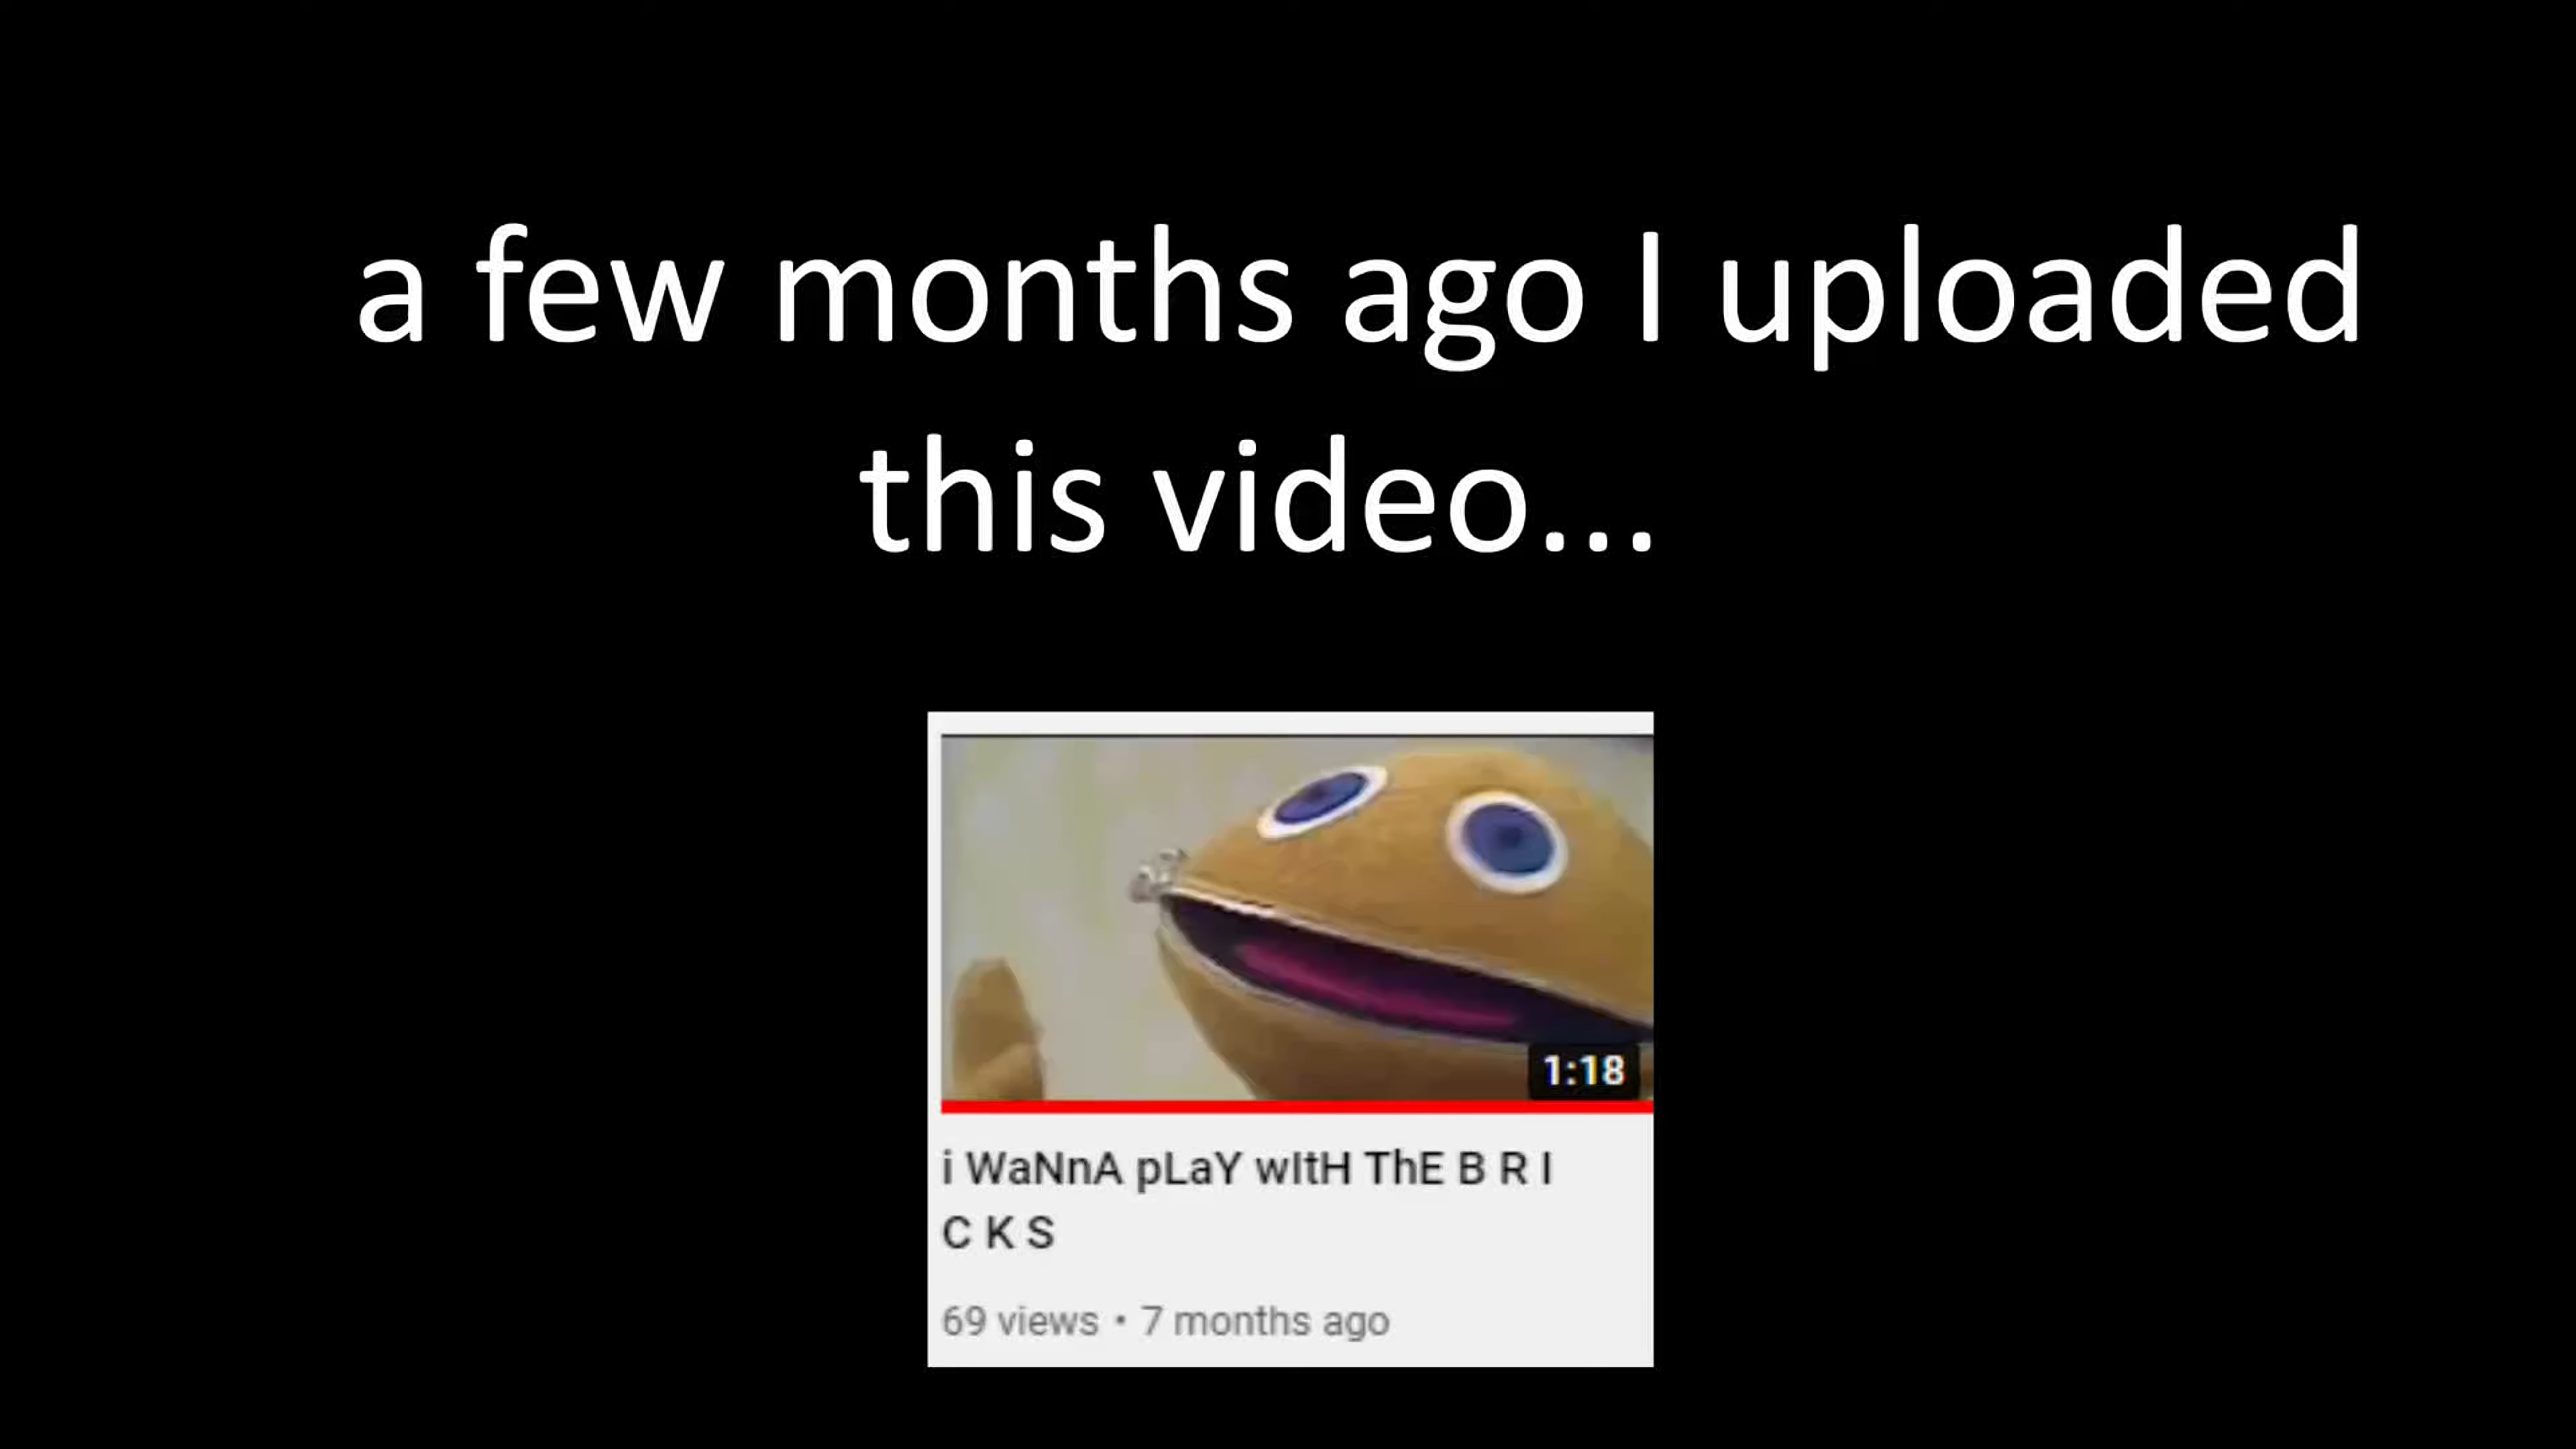 a few months ago I uploaded
this video...
1:18
i WaNnA pLaY wItH ThE B R I
C K S
69 views • 7 months ago